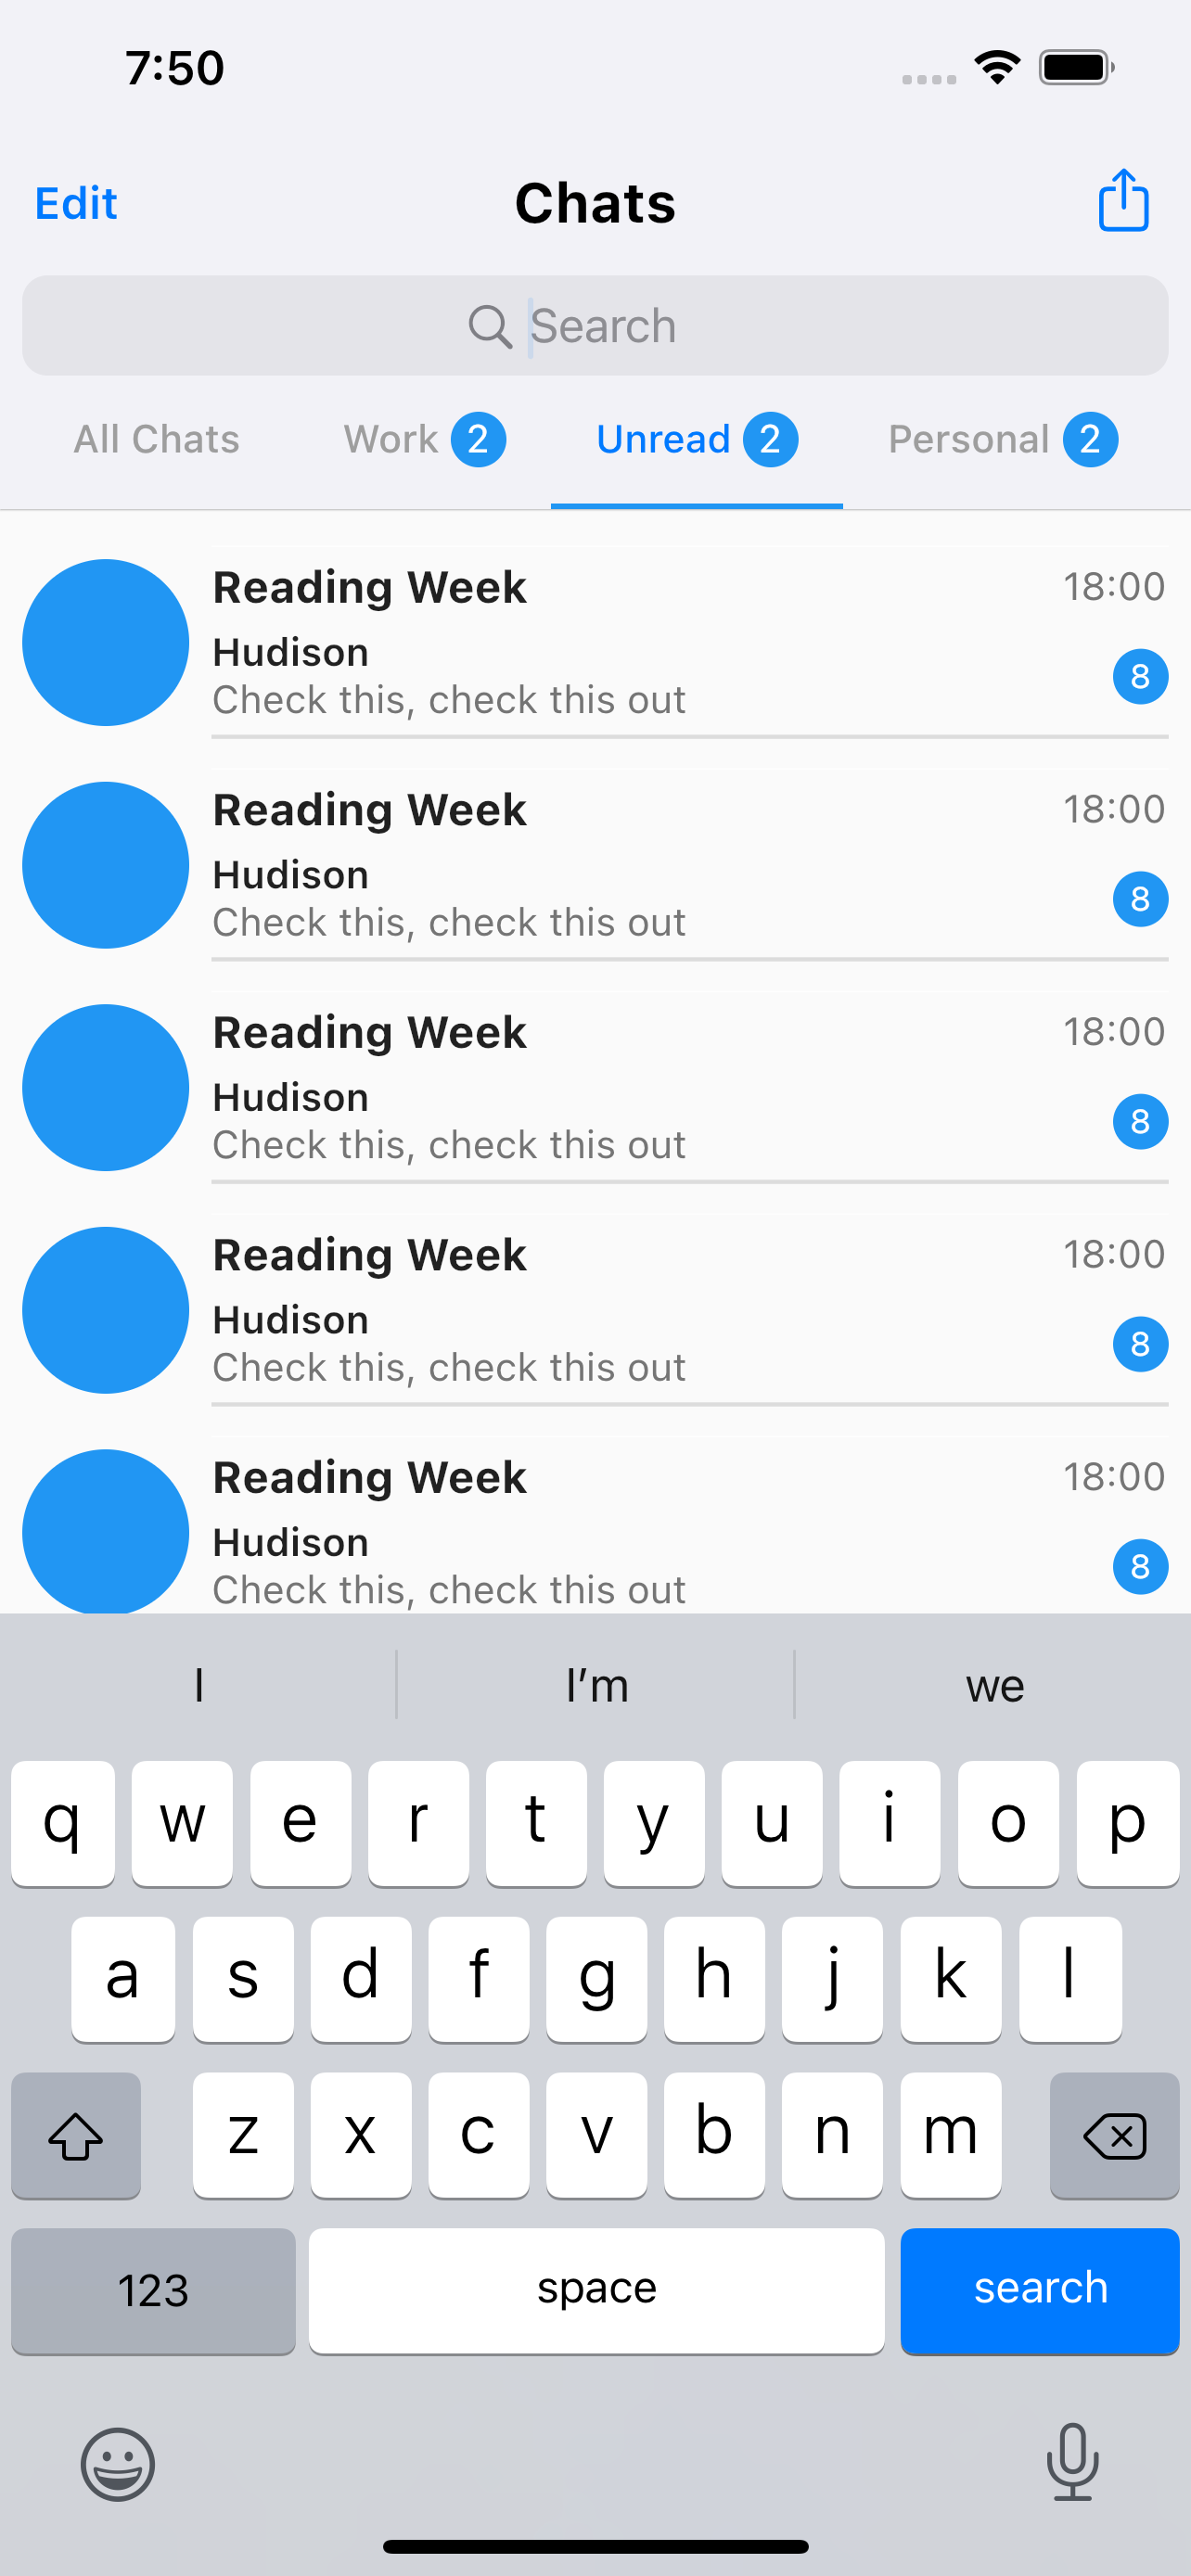 7:50
Edit Chats
Search
All Chats Work 2 Unread 2 Personal 2
Reading Week 18:00
Hudison
Check this, check this out 8
Reading Week 18:00
Hudison
Check this, check this out 8
Reading Week 18:00
Hudison
Check this, check this out 8
Reading Week 18:00
Hudison
Check this, check this out 8
Reading Week 18:00
Hudison
Check this, check this out 8
I I’m we
q w e r t y u i o p
a s d f g h j k l
z x c v b n m
123 space search